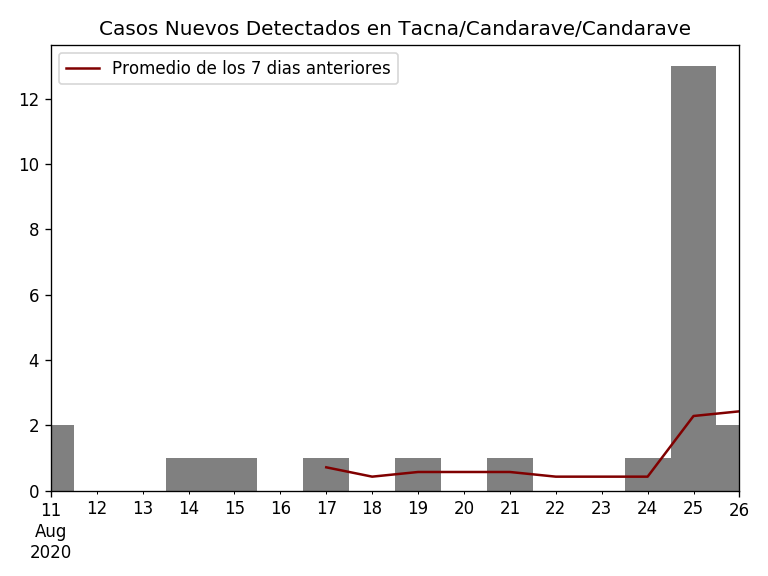 Casos Nuevos Detectados en Tacna/Candarave/Candarave
Promedio de los 7 dias anteriores
12
10
8
6
4
2
0
11 12 13 14 15 16 17 18 19 20 21 22 23 24 25 26
Aug
2020